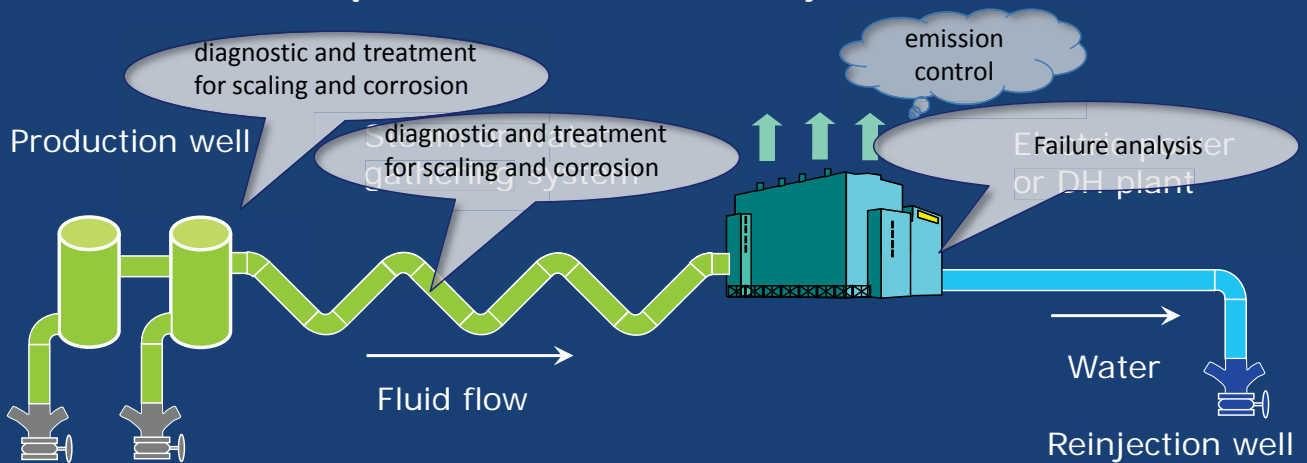 diagnostic and treatment
for scaling and corrosion
emission
control
Production well
diagnostic and treatment
for scaling and corrosion
gathering system
Failure analysis
or DH plant
Fluid flow
Water
Reinjection well